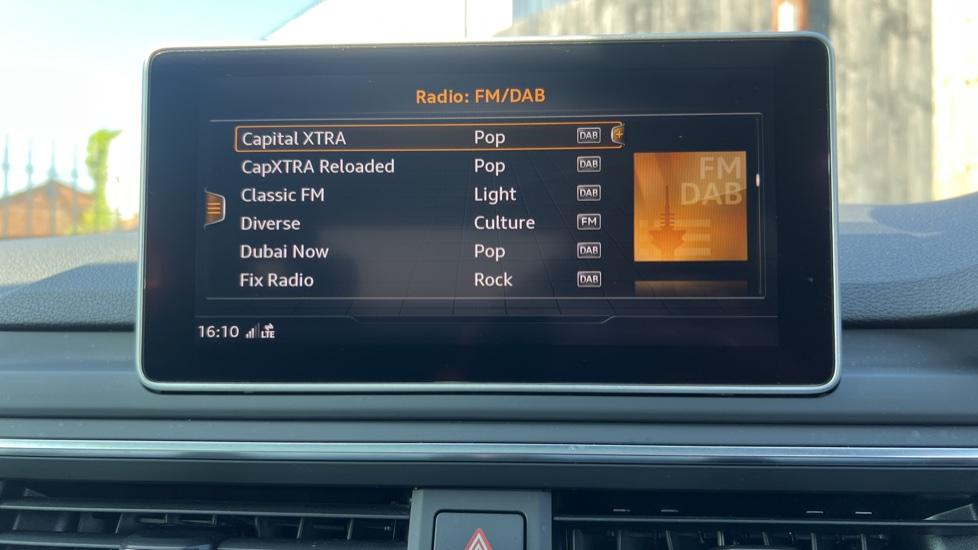 Radio: FM/DAB
Capital XTRA Pop DAB
CapXTRA Reloaded Pop DAB
Classic FM Light DAB
Diverse Culture FM
Dubai Now Pop DAB
Fix Radio Rock DAB
FM
DAB
16:10 LTE